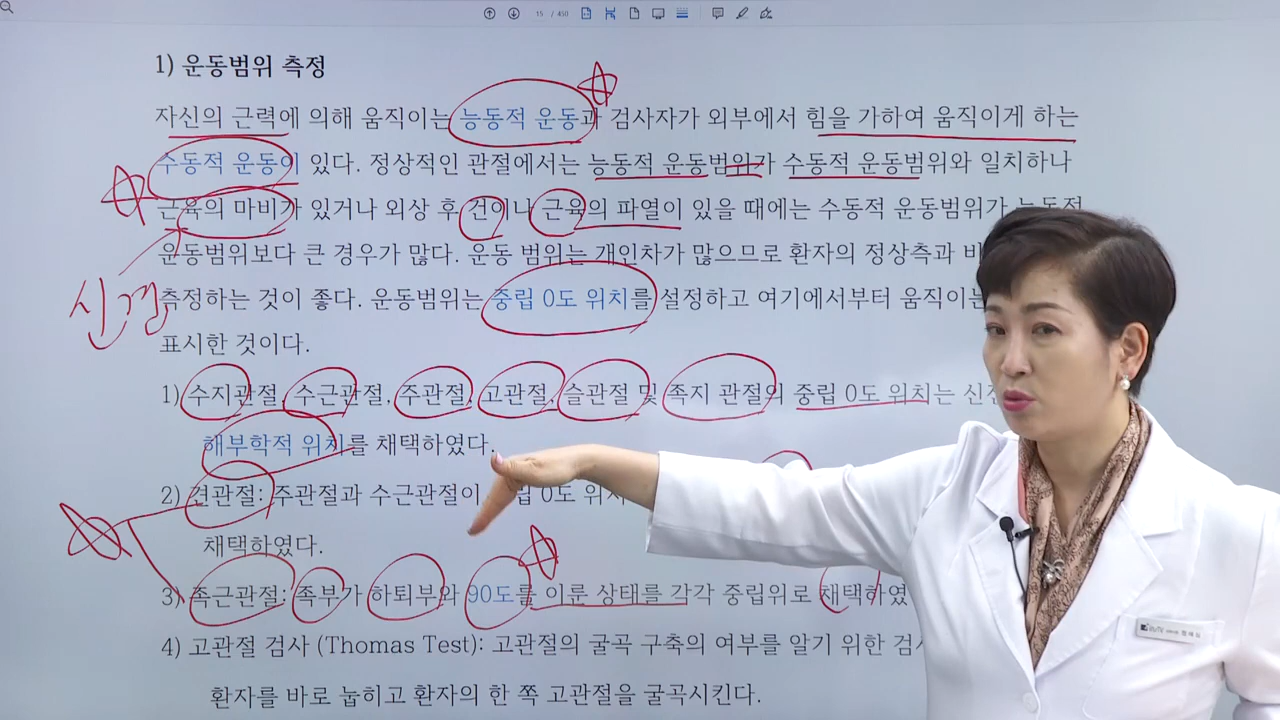 15 / 450
1) 운동범위 측정
자신의 근력에 의해 움직이는 능동적 운동과 검사자가 외부에서 힘을 가하여 움직이게 하는
수동적 운동이 있다. 정상적인 관절에서는 능동적 운동범위가 수동적 운동범위와 일치하나
근육의 마비가 있거나 외상 후 건이나 근육의 파열이 있을 때에는 수동적 운동범위가 능동적
운동범위보다 큰 경우가 많다. 운동 범위는 개인차가 많으므로 환자의 정상측과
신경
측정하는 것이 좋다. 운동범위는 중립 0도 위치를 설정하고 여기에서부터 움직이는
표시한 것이다.
1) 수지관절, 수근관절, 주관절, 고관절, 슬관절 및 족지 관절의 중립 0도 위치는
해부학적 위치를 채택하였다.
2) 견관절: 주관절과 수근관절이 0도
채택하였다.
3) 족근관절: 족부가 하퇴부와 90도를 이룬 상태를 각각 중립위로
4) 고관절 검사 (Thomas Test): 고관절의 굴곡 구축의 여부를 알기 위한
환자를 바로 눕히고 환자의 한 쪽 고관절을 굴곡시킨다.